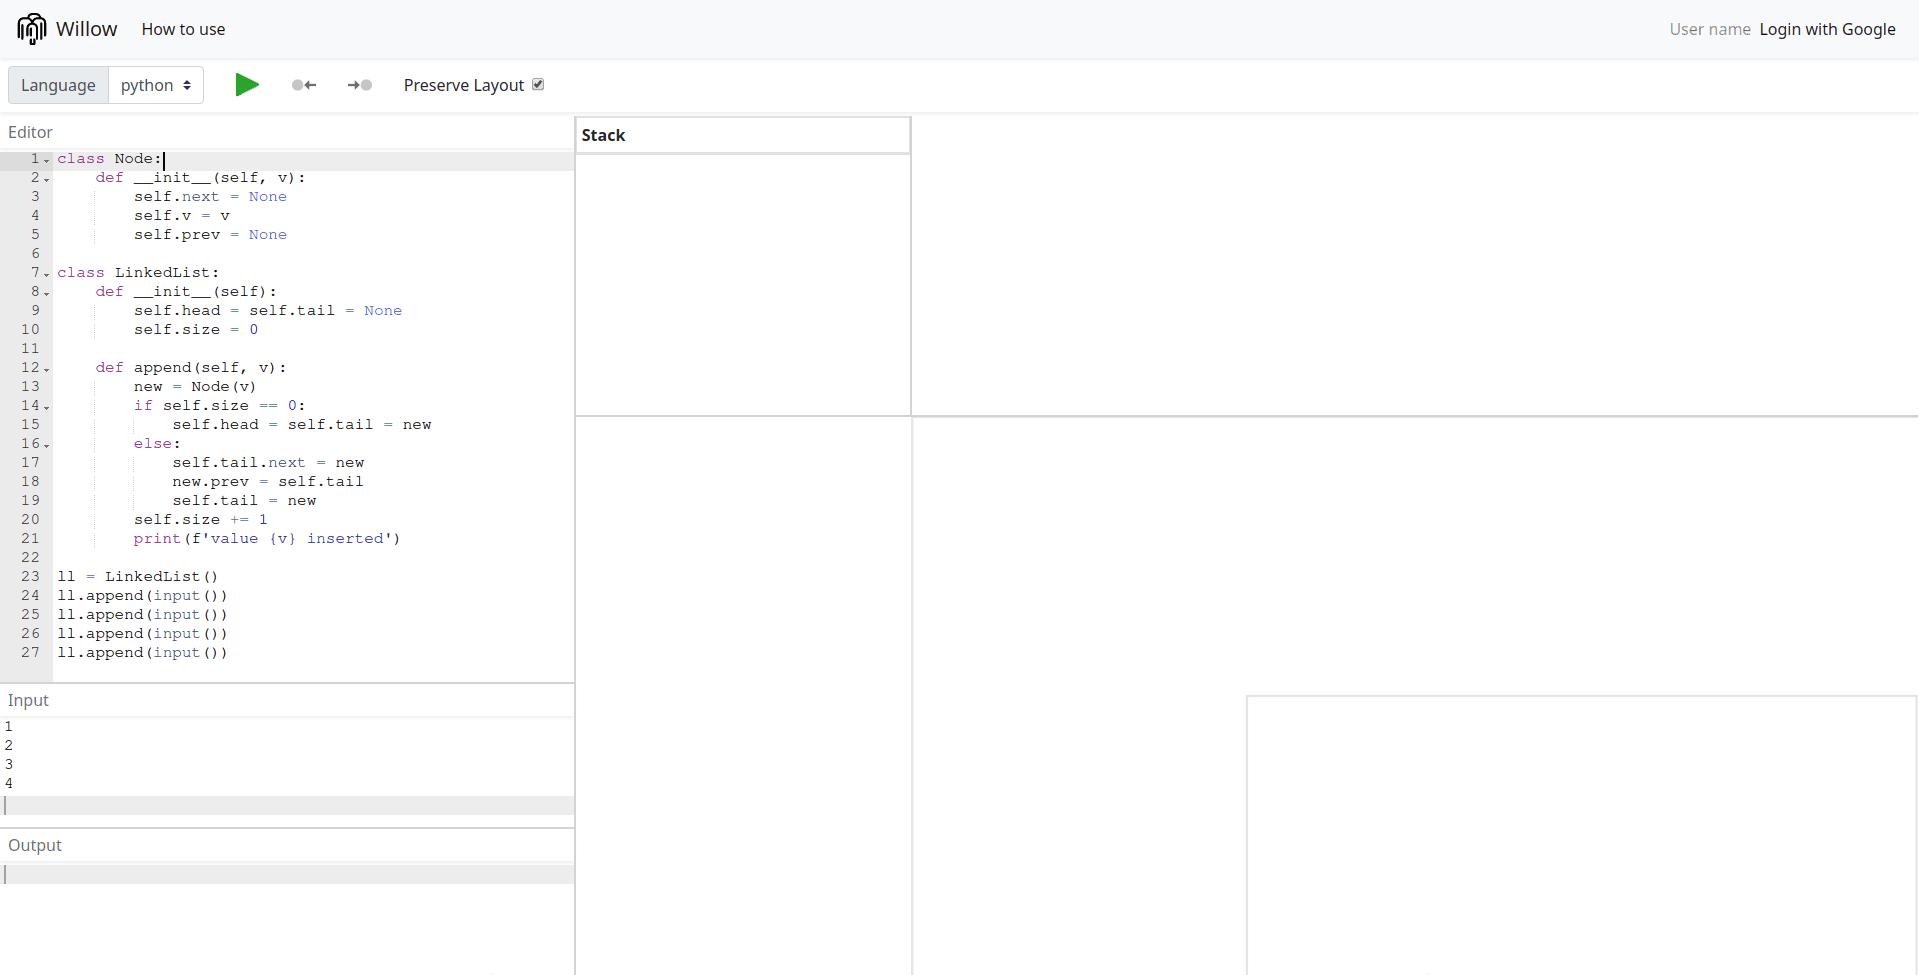 Willow How to use User name Login with Google
Language python Preserve Layout
Editor
1 class Node:
2     def __init__(self, v):
3         self.next = None
4         self.v = v
5         self.prev = None
6
7 class LinkedList:
8     def __init__(self):
9         self.head = self.tail = None
10         self.size = 0
11
12     def append(self, v):
13         new = Node(v)
14         if self.size == 0:
15             self.head = self.tail = new
16         else:
17             self.tail.next = new
18             new.prev = self.tail
19             self.tail = new
20         self.size += 1
21         print(f'value {v} inserted')
22
23 ll = LinkedList()
24 ll.append(input())
25 ll.append(input())
26 ll.append(input())
27 ll.append(input())
Input
1
2
3
4
Output
Stack